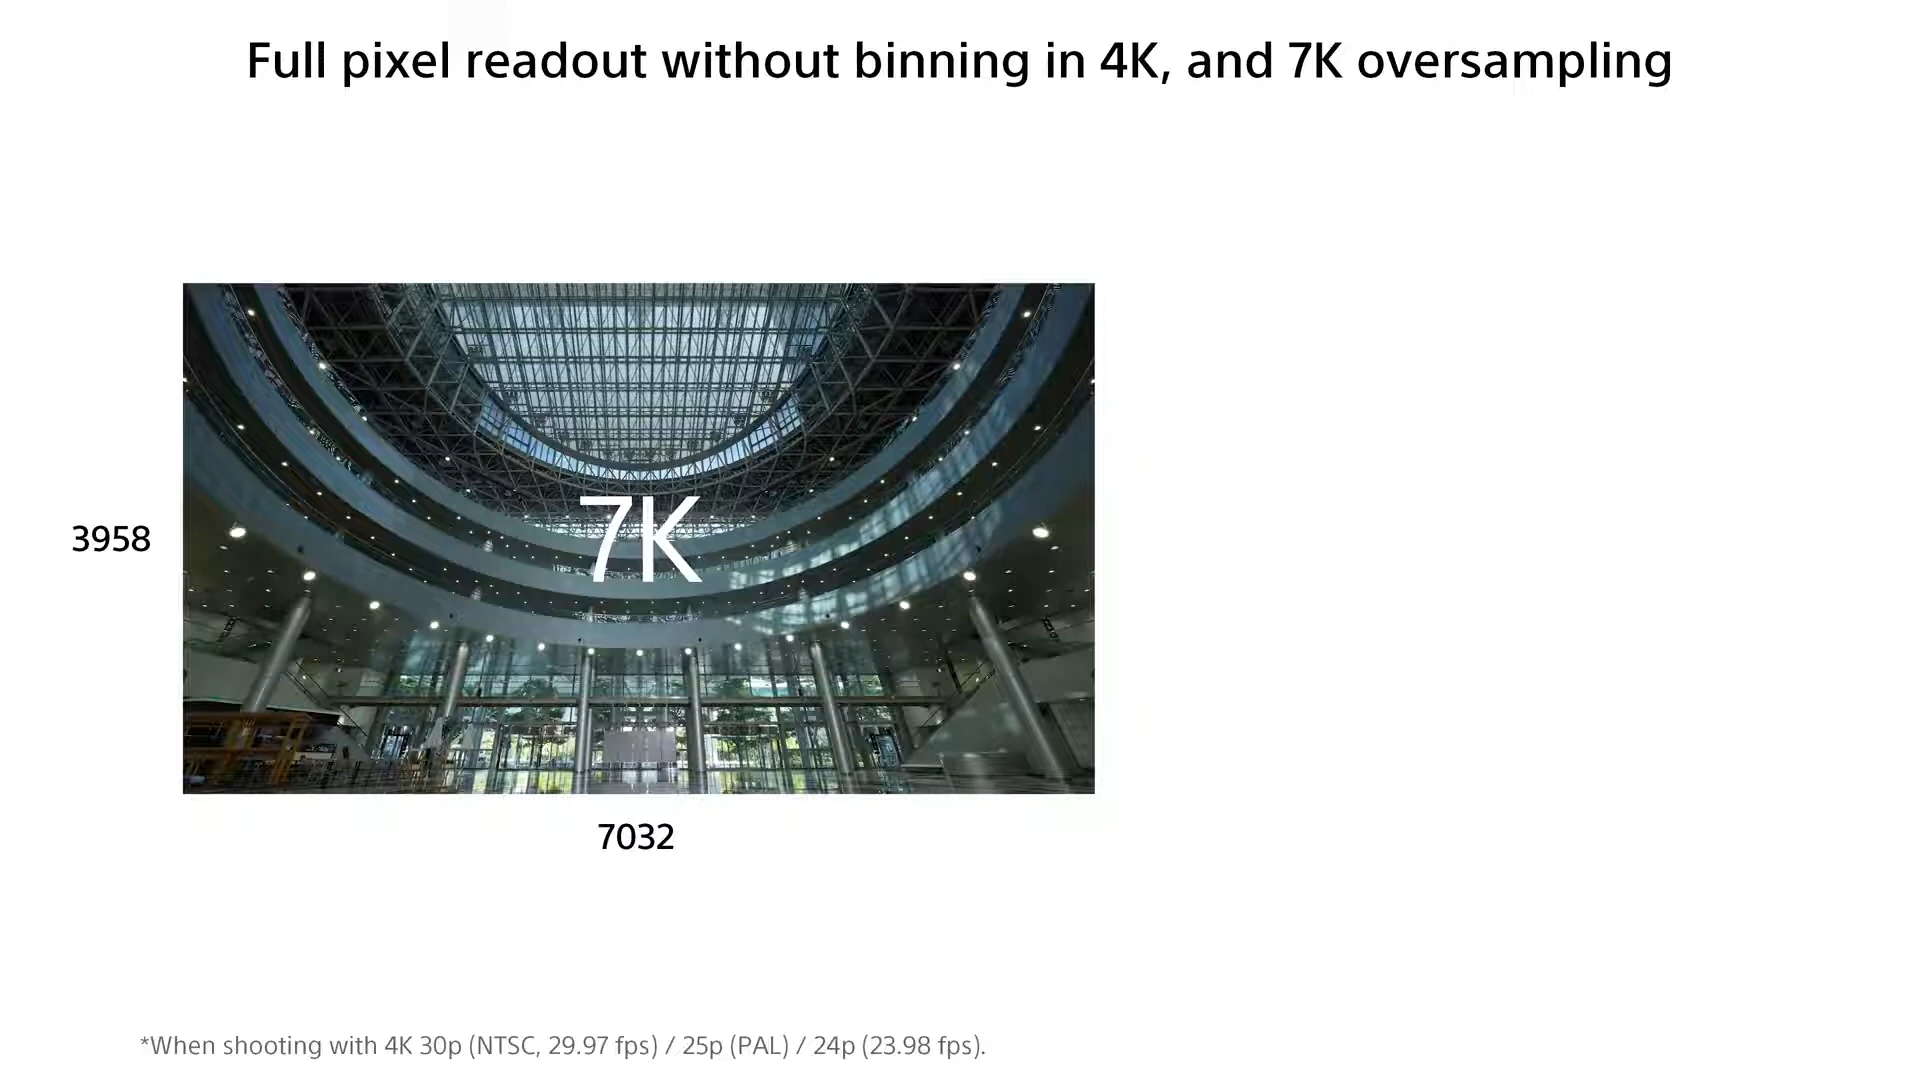 Full pixel readout without binning in 4K, and 7K oversampling
7K
3958
7032
*When shooting with 4K 30p (NTSC, 29.97 fps) / 25p (PAL) / 24p (23.98 fps).